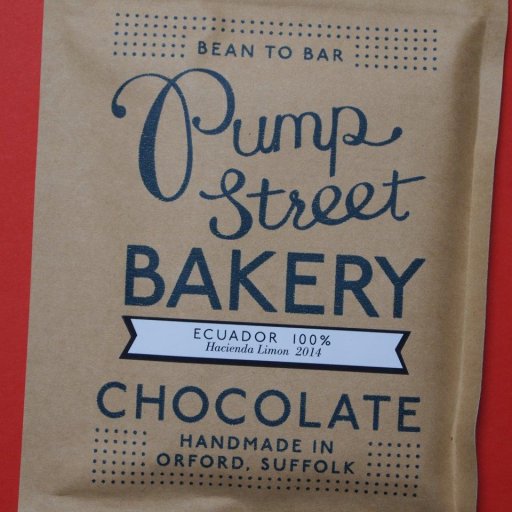 BEAN TO BAR
Pump
Street
BAKERY
ECUADOR 100%
Hacienda Limon 2014
CHOCOLATE
HANDMADE IN
ORFORD, SUFFOLK